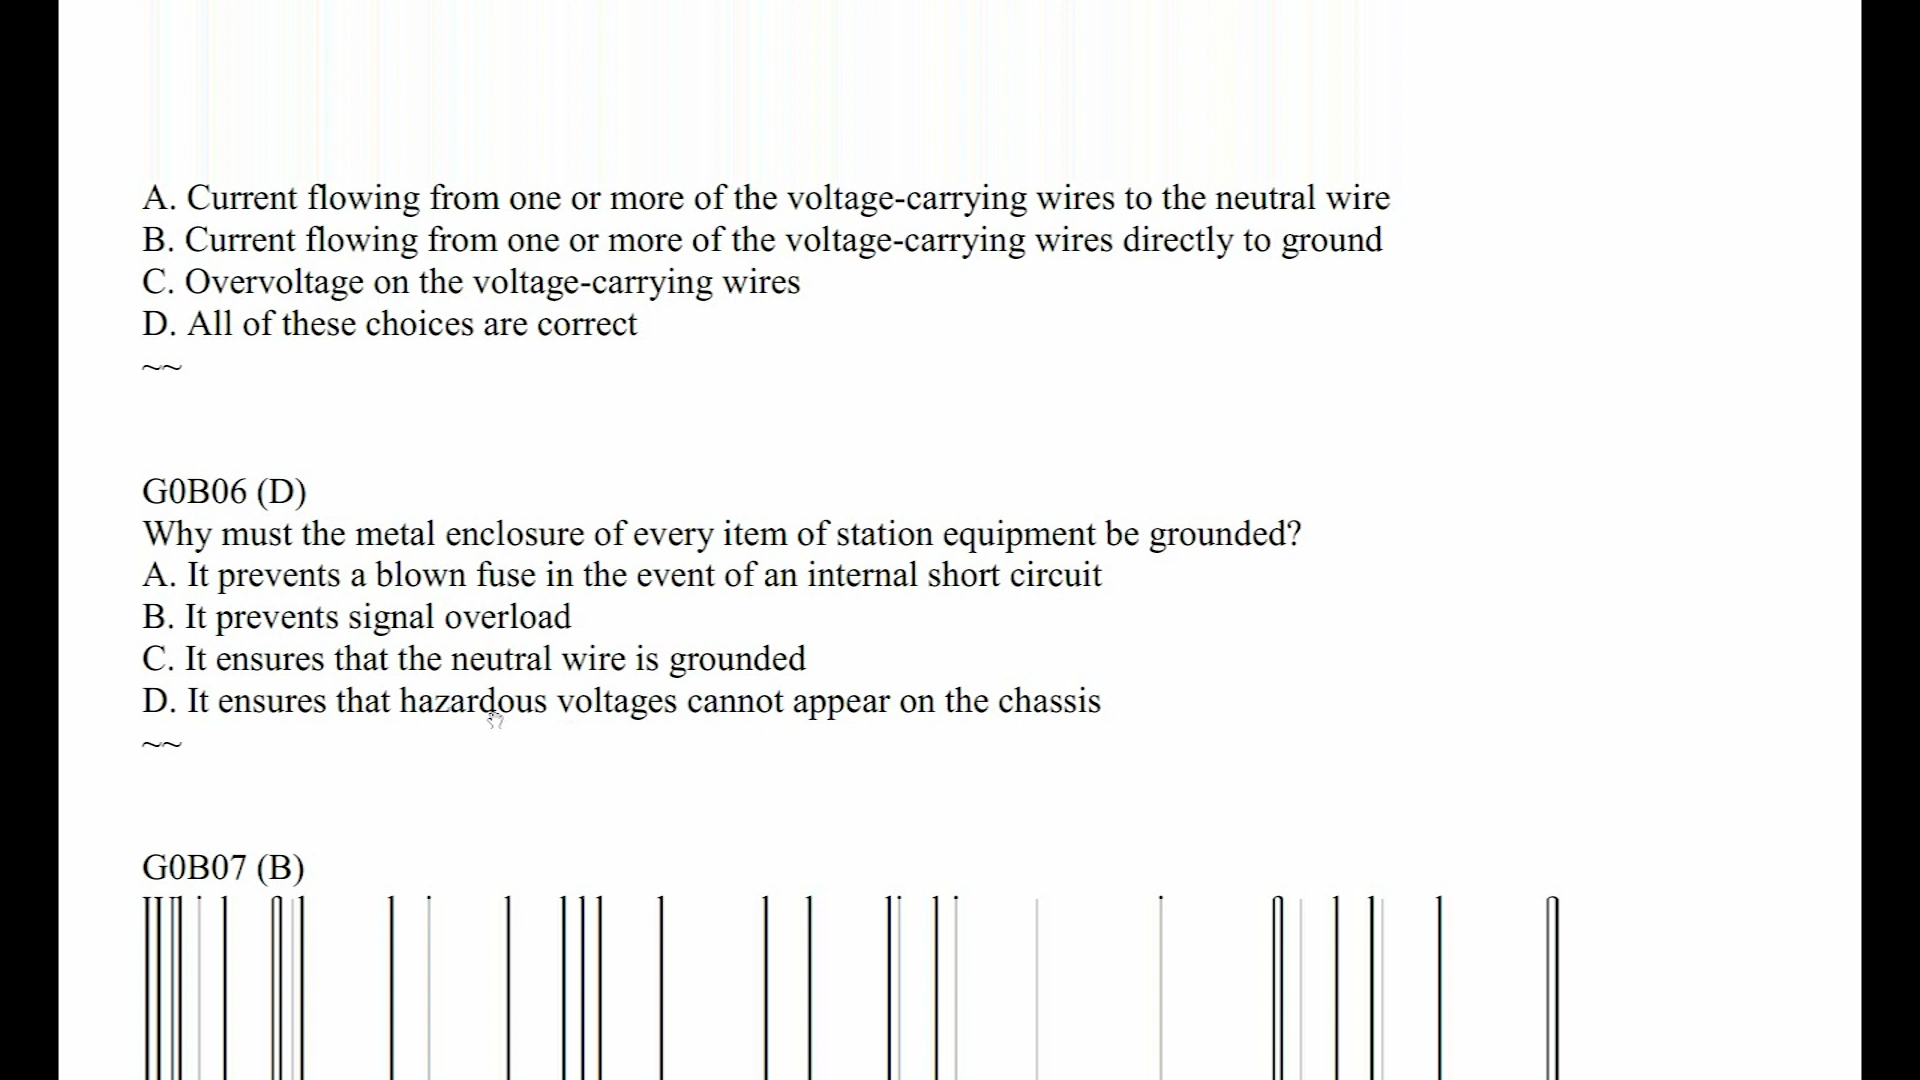 A. Current flowing from one or more of the voltage-carrying wires to the neutral wire
B. Current flowing from one or more of the voltage-carrying wires directly to ground
C. Overvoltage on the voltage-carrying wires
D. All of these choices are correct
~~
G0B06 (D)
Why must the metal enclosure of every item of station equipment be grounded?
A. It prevents a blown fuse in the event of an internal short circuit
B. It prevents signal overload
C. It ensures that the neutral wire is grounded
D. It ensures that hazardous voltages cannot appear on the chassis
~~
G0B07 (B)